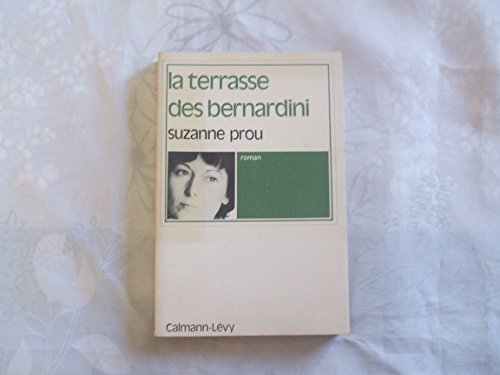 la terrasse
des bernardini
suzanne prou
roman
Calmann-Lévy